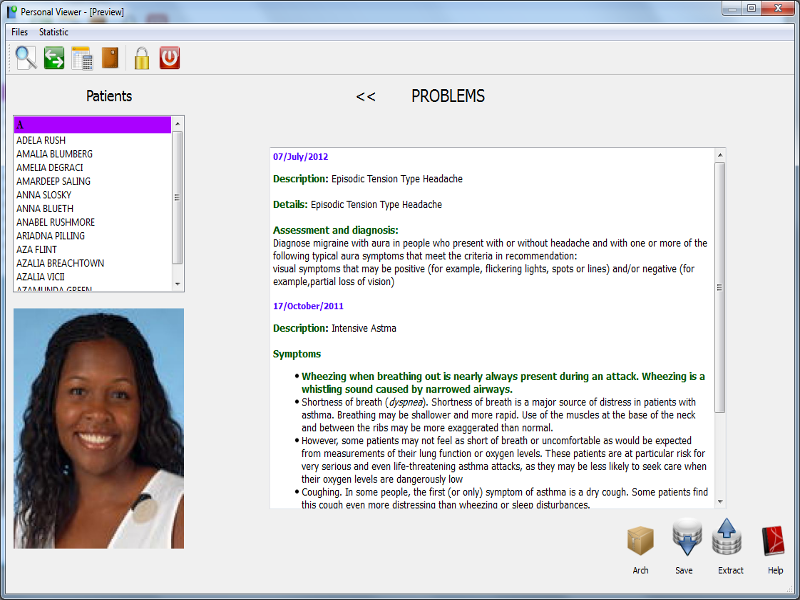 Personal Viewer - [Preview]
Files Statistic
Patients
<< PROBLEMS
A
ADELA RUSH
AMALIA BLUMBERG
AMELIA DEGRACI
AMARDEEP SALING
ANNA SLOSKY
ANNA BLUETH
ANABEL RUSHMORE
ARIADNA PILLING
AZA FLINT
AZALIA BREACHTOWN
AZALIA VICII
AZAMUNDA GREEN
07/July/2012
Description: Episodic Tension Type Headache
Details: Episodic Tension Type Headache
Assessment and diagnosis:
Diagnose migraine with aura in people who present with or without headache and with one or more of the
following typical aura symptoms that meet the criteria in recommendation:
visual symptoms that may be positive (for example, flickering lights, spots or lines) and/or negative (for
example,partial loss of vision)
17/October/2011
Description: Intensive Astma
Symptoms
• Wheezing when breathing out is nearly always present during an attack. Wheezing is a
whistling sound caused by narrowed airways.
• Shortness of breath (dyspnea). Shortness of breath is a major source of distress in patients with
asthma. Breathing may be shallower and more rapid. Use of the muscles at the base of the neck
and between the ribs may be more exaggerated than normal.
• However, some patients may not feel as short of breath or uncomfortable as would be expected
from measurements of their lung function or oxygen levels. These patients are at particular risk for
very serious and even life-threatening asthma attacks, as they may be less likely to seek care when
their oxygen levels are dangerously low
• Coughing. In some people, the first (or only) symptom of asthma is a dry cough. Some patients find
this cough even more distressing than wheezing or sleep disturbances.
Arch Save Extract Help